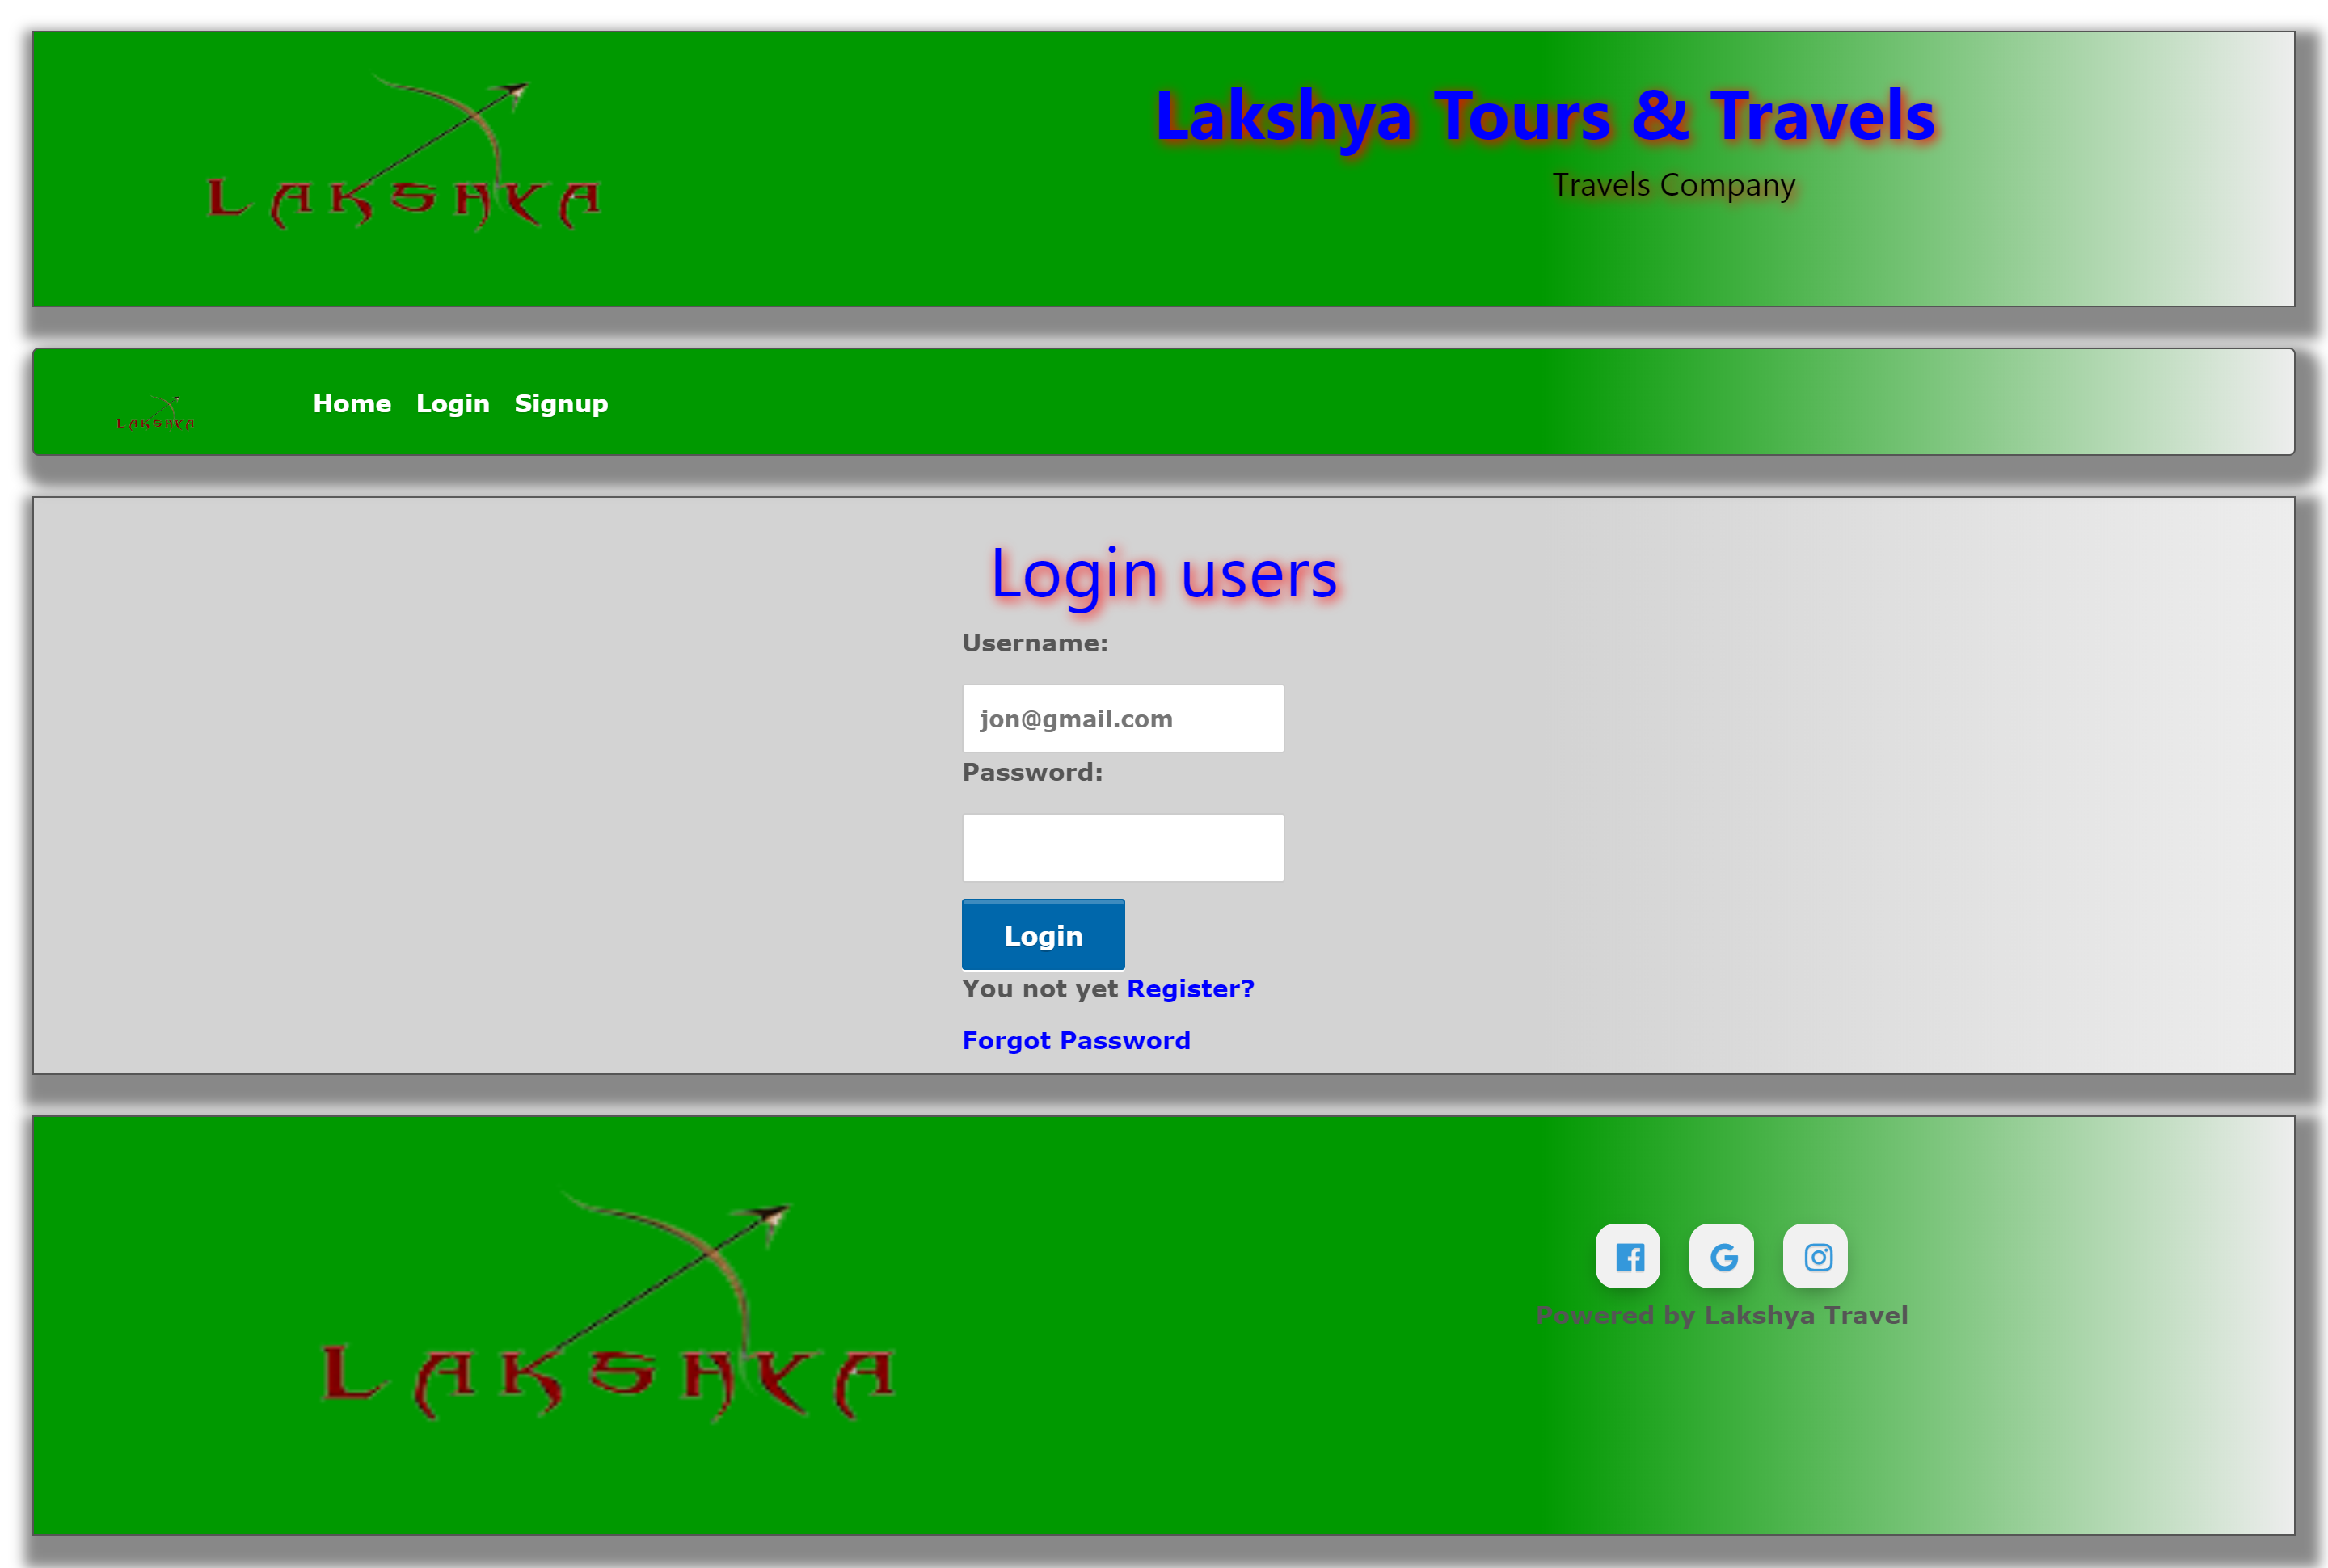 LAKSHYA
Lakshya Tours & Travels
Travels Company
LAKSHYA
Home Login Signup
Login users
Username:
jon@gmail.com
Password:
Login
You not yet Register?
Forgot Password
LAKSHYA
Powered by Lakshya Travel